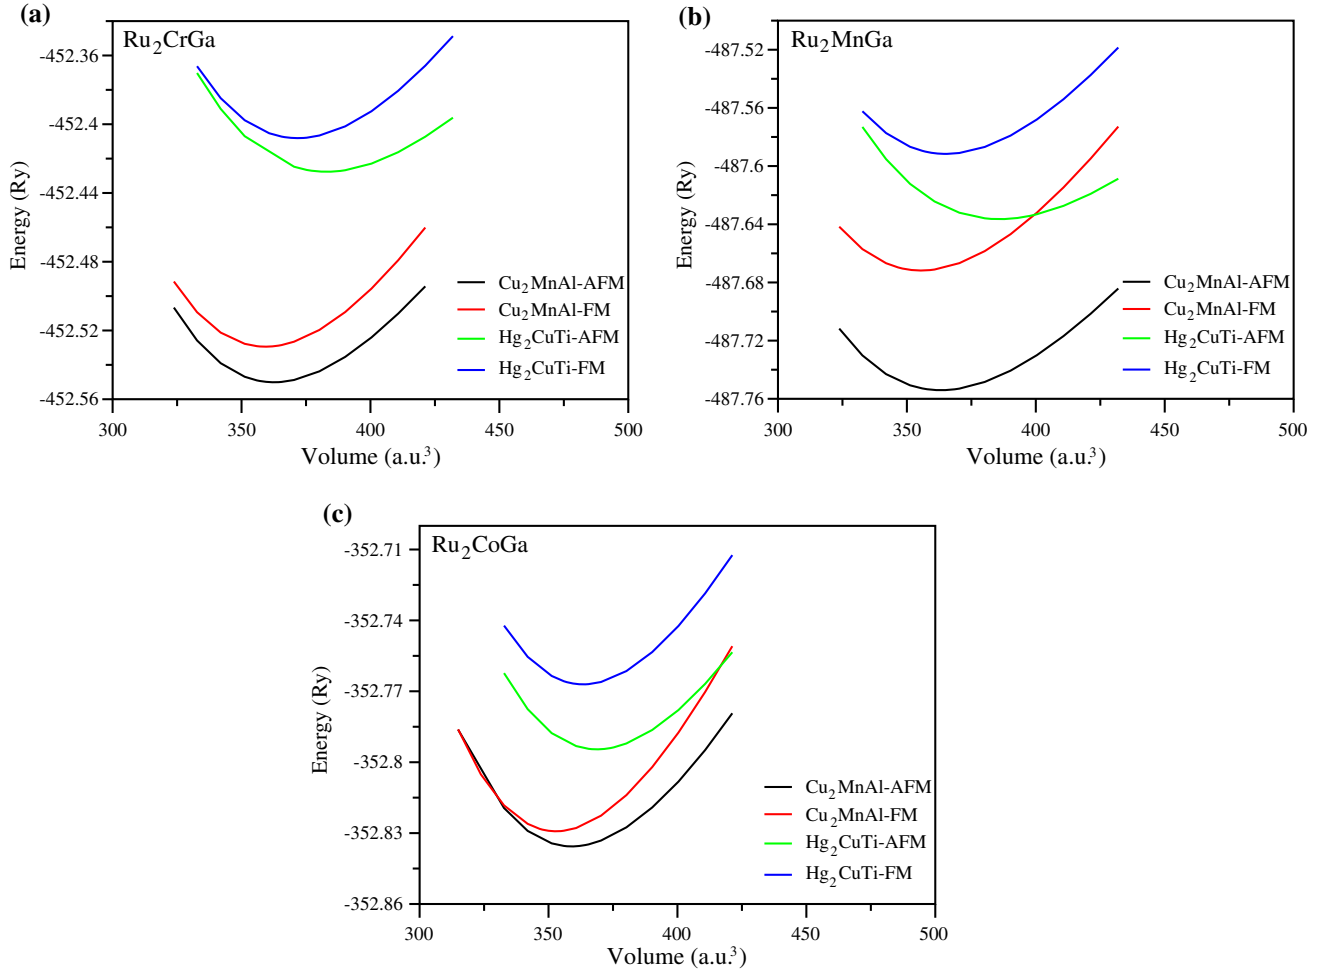 (a)
Ru2CrGa
-452.36
-452.4
-452.44
-452.48
-452.52
-452.56
Energy (Ry)
300 350 400 450 500
Volume (a.u.³)
Cu2MnAl-AFM
Cu2MnAl-FM
Hg2CuTi-AFM
Hg2CuTi-FM
(b)
Ru2MnGa
-487.52
-487.56
-487.6
-487.64
-487.68
-487.72
-487.76
Energy (Ry)
300 350 400 450 500
Volume (a.u.³)
Cu2MnAl-AFM
Cu2MnAl-FM
Hg2CuTi-AFM
Hg2CuTi-FM
(c)
Ru2CoGa
-352.71
-352.74
-352.77
-352.8
-352.83
-352.86
Energy (Ry)
300 350 400 450 500
Volume (a.u.³)
Cu2MnAl-AFM
Cu2MnAl-FM
Hg2CuTi-AFM
Hg2CuTi-FM